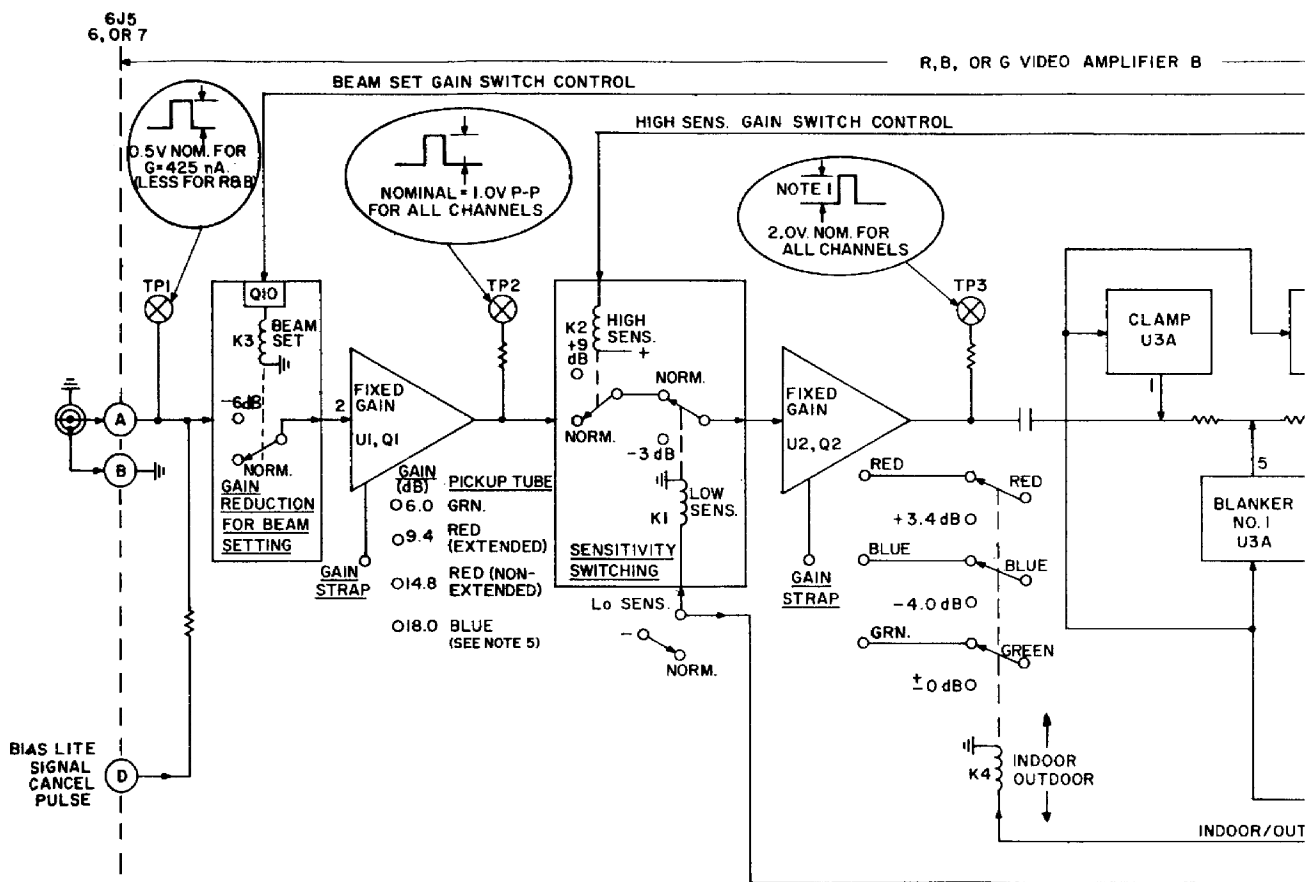 6J5
6, OR 7
R,B, OR G VIDEO AMPLIFIER B
BEAM SET GAIN SWITCH CONTROL
HIGH SENS. GAIN SWITCH CONTROL
0.5V NOM. FOR
G=425 nA.
(LESS FOR R&B)
NOMINAL = 1.0V P-P
FOR ALL CHANNELS
NOTE 1
2.0V. NOM. FOR
ALL CHANNELS
TP1
TP2
TP3
Q10
K3
BEAM
SET
-6dB
NORM.
GAIN
REDUCTION
FOR BEAM
SETTING
A
B
2
FIXED
GAIN
U1, Q1
GAIN
STRAP
GAIN
(dB)
PICKUP TUBE
6.0 GRN.
9.4 RED
(EXTENDED)
14.8 RED (NON-
EXTENDED)
18.0 BLUE
(SEE NOTE 5)
K2
+9
dB
HIGH
SENS.
+
NORM.
NORM.
-3 dB
LOW
SENS.
K1
SENSITIVITY
SWITCHING
Lo SENS.
-
NORM.
FIXED
GAIN
U2, Q2
GAIN
STRAP
RED
RED
+3.4 dB
BLUE
BLUE
-4.0 dB
GRN.
GREEN
±0 dB
K4
INDOOR
OUTDOOR
CLAMP
U3A
1
5
BLANKER
NO. 1
U3A
BIAS LITE
SIGNAL
CANCEL
PULSE
D
INDOOR/OUT